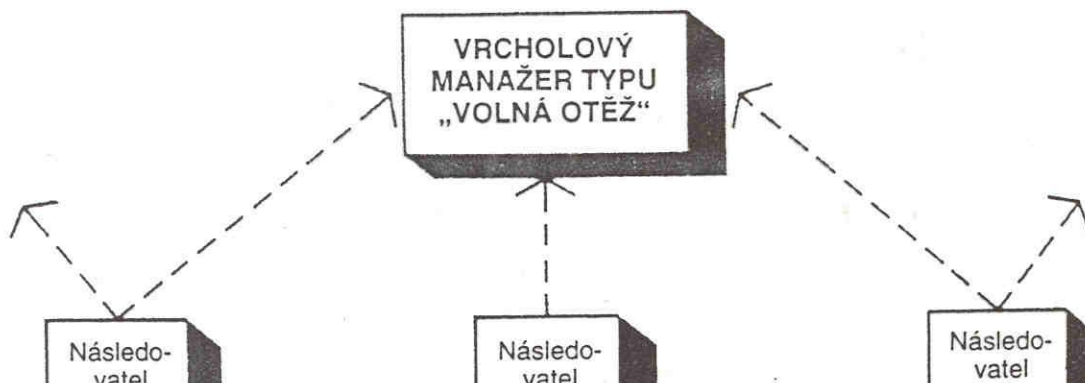 VRCHOLOVÝ
MANAŽER TYPU
„VOLNÁ OTĚŽ“
Následo-
vatel
Následo-
vatel
Následo-
vatel